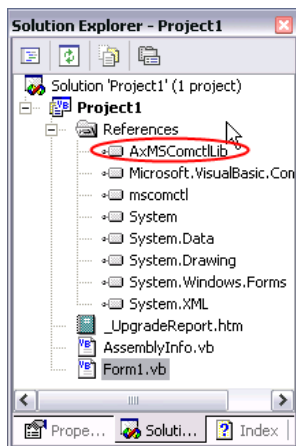 Solution Explorer - Project1
Solution 'Project1' (1 project)
Project1
References
AxMSComctlLib
Microsoft.VisualBasic.Con
mscomctl
System
System.Data
System.Drawing
System.Windows.Forms
System.XML
_UpgradeReport.htm
AssemblyInfo.vb
Form1.vb
Prope... Soluti... Index